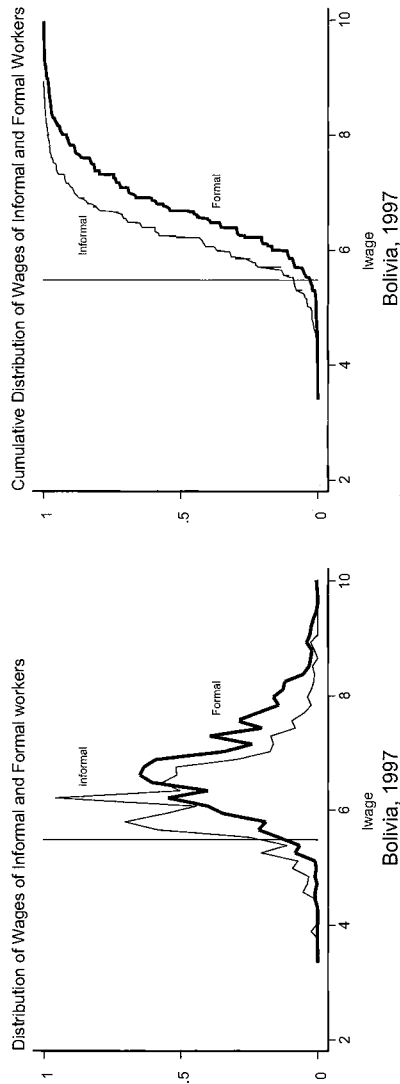 Distribution of Wages of Informal and Formal workers
1
.5
0
informal
Formal
2 4 6 8 10
lwage
Bolivia, 1997
Cumulative Distribution of Wages of Informal and Formal Workers
1
.5
0
Informal
Formal
2 4 6 8 10
lwage
Bolivia, 1997